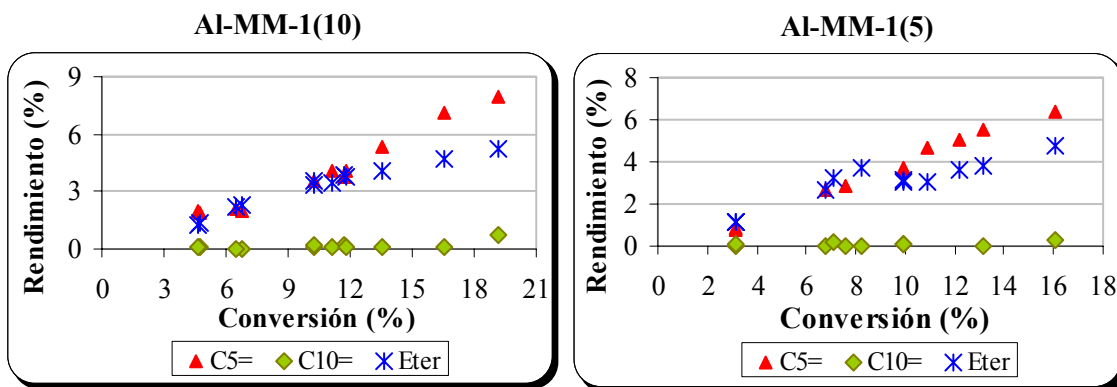 Al-MM-1(10)
Rendimiento (%)
9
6
3
0
0 3 6 9 12 15 18 21
Conversión (%)
C5= C10= Eter
Al-MM-1(5)
Rendimiento (%)
8
6
4
2
0
0 2 4 6 8 10 12 14 16 18
Conversión (%)
C5= C10= Eter